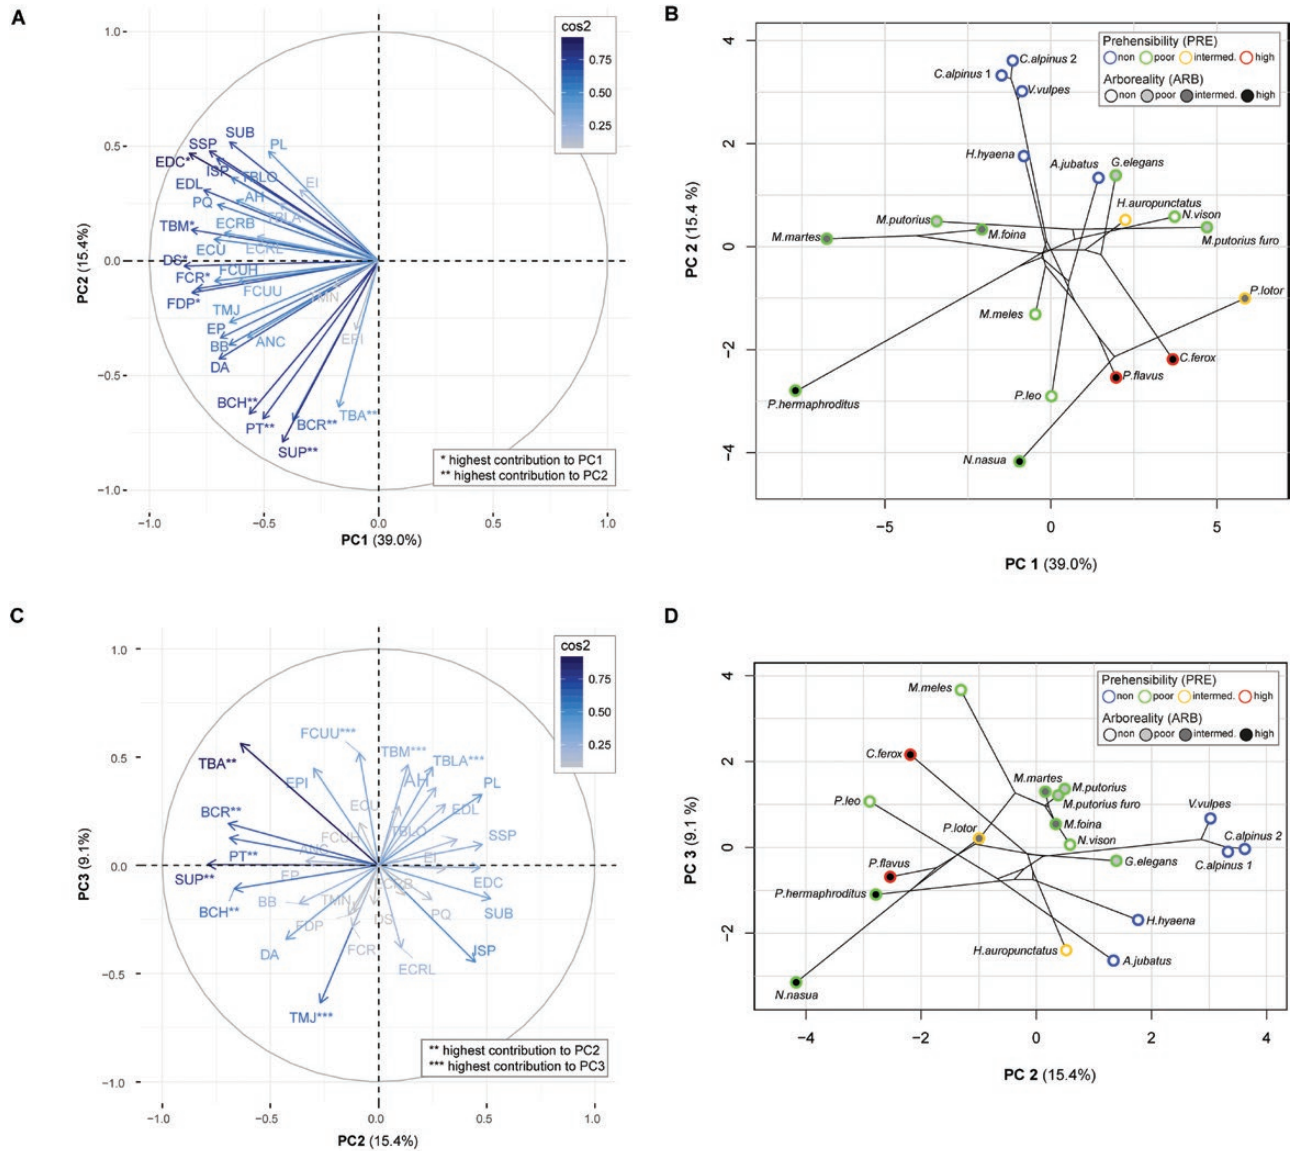 A
cos2
0.75
0.50
0.25
1.0
0.5
0.0
−0.5
−1.0
PC2 (15.4%)
SUB
PL
SSP
EDC*
ISP
TBLO
EI
EDL
AH
PQ
TBLA
TBM*
ECRB
ECU
ECRL
DS*
FCR*
FCUH
FCUU
FDP*
TMN
TMJ
EP
EPI
BB
ANC
DA
BCH**
TBA**
PT**
BCR**
SUP**
* highest contribution to PC1
** highest contribution to PC2
−1.0
−0.5
0.0
0.5
1.0
PC1 (39.0%)
B
Prehensibility (PRE)
non poor intermed. high
Arboreality (ARB)
non poor intermed. high
4
2
0
−2
−4
PC 2 (15.4 %)
C.alpinus 2
C.alpinus 1
V.vulpes
H.hyaena
A.jubatus
G.elegans
H.auropunctatus
N.vison
M.putorius
M.putorius furo
M.martes
M.foina
P.lotor
M.meles
C.ferox
P.flavus
P.hermaphroditus
P.leo
N.nasua
−5
0
5
PC 1 (39.0%)
C
cos2
0.75
0.50
0.25
1.0
0.5
0.0
−0.5
−1.0
PC3 (9.1%)
FCUU***
TBM***
TBLA***
TBA**
EPI
AH
PL
BCR**
ECU
EDL
FCUH
TBLO
SSP
ANC
PT**
EI
SUP**
EP
ECRB
EDC
BCH**
BB
TMN
PQ
SUB
FDP
DS
DA
FCR
ISP
ECRL
TMJ***
** highest contribution to PC2
*** highest contribution to PC3
−1.0
−0.5
0.0
0.5
1.0
PC2 (15.4%)
D
Prehensibility (PRE)
non poor intermed. high
Arboreality (ARB)
non poor intermed. high
4
2
0
−2
PC 3 (9.1 %)
M.meles
C.ferox
M.martes
M.putorius
P.leo
M.putorius furo
V.vulpes
P.lotor
M.foina
N.vison
C.alpinus 2
C.alpinus 1
P.flavus
G.elegans
P.hermaphroditus
H.hyaena
H.auropunctatus
A.jubatus
N.nasua
−4
−2
0
2
4
PC 2 (15.4%)